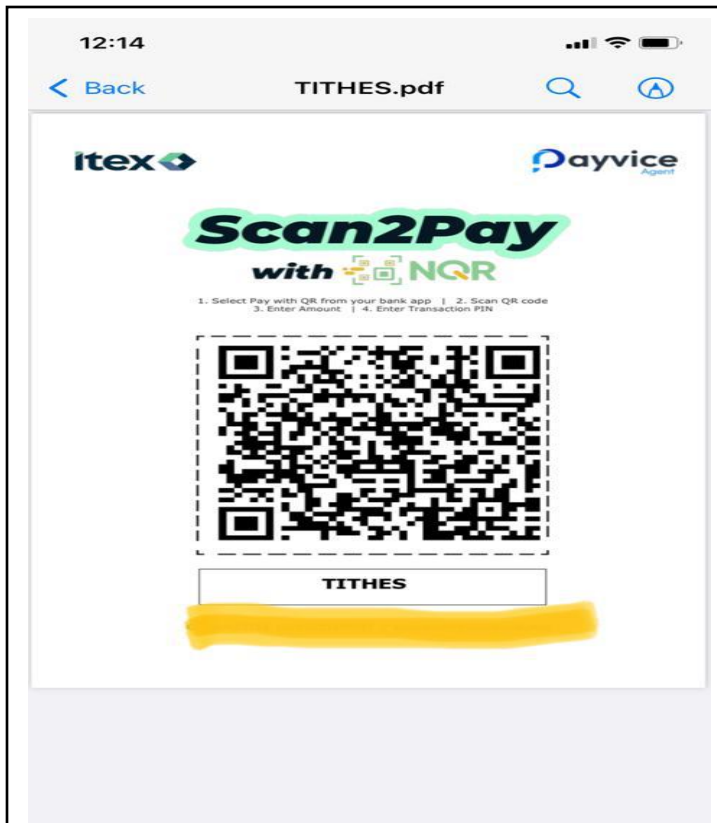 12:14
Back
TITHES.pdf
itex
Payvice
Agent
Scan2Pay
with NQR
1. Select Pay with QR from your bank app | 2. Scan QR code
3. Enter Amount | 4. Enter Transaction PIN
TITHES